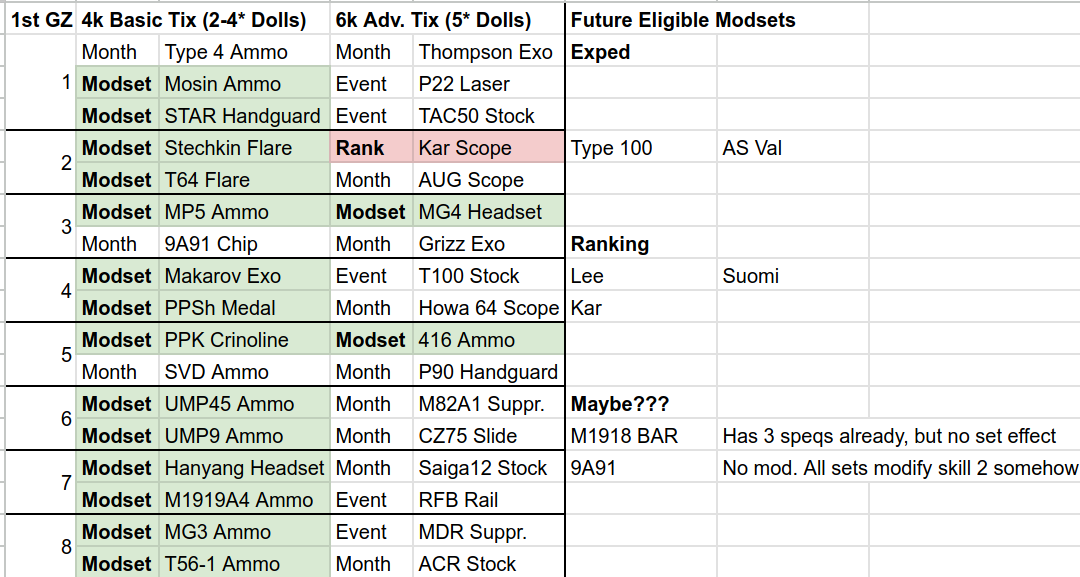 1st GZ 4k Basic Tix (2-4* Dolls) 6k Adv. Tix (5* Dolls) Future Eligible Modsets
Month Type 4 Ammo Month Thompson Exo Exped
1 Modset Mosin Ammo Event P22 Laser
Modset STAR Handguard Event TAC50 Stock
2 Modset Stechkin Flare Rank Kar Scope Type 100 AS Val
Modset T64 Flare Month AUG Scope
3 Modset MP5 Ammo Modset MG4 Headset
Month 9A91 Chip Month Grizz Exo Ranking
4 Modset Makarov Exo Event T100 Stock Lee Suomi
Modset PPSh Medal Month Howa 64 Scope Kar
5 Modset PPK Crinoline Modset 416 Ammo
Month SVD Ammo Month P90 Handguard
6 Modset UMP45 Ammo Month M82A1 Suppr. Maybe???
Modset UMP9 Ammo Month CZ75 Slide M1918 BAR Has 3 speqs already, but no set effect
7 Modset Hanyang Headset Month Saiga12 Stock 9A91 No mod. All sets modify skill 2 somehow
Modset M1919A4 Ammo Event RFB Rail
8 Modset MG3 Ammo Event MDR Suppr.
Modset T56-1 Ammo Month ACR Stock